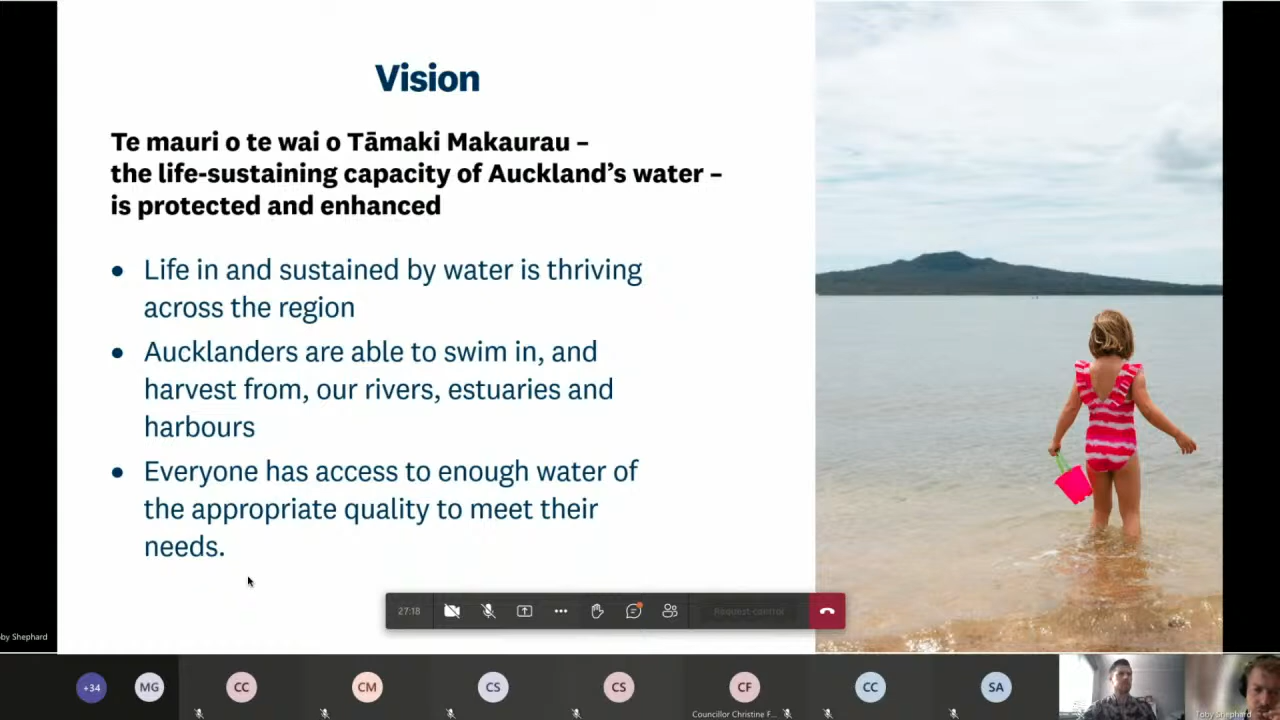 Vision
Te mauri o te wai o Tāmaki Makaurau –
the life-sustaining capacity of Auckland's water –
is protected and enhanced
• Life in and sustained by water is thriving
across the region
• Aucklanders are able to swim in, and
harvest from, our rivers, estuaries and
harbours
• Everyone has access to enough water of
the appropriate quality to meet their
needs.
27:18
Request control
oby Shephard
+34
MG
CC
CM
CS
CS
CF
CC
SA
Councillor Christine F...
Toby Shephard